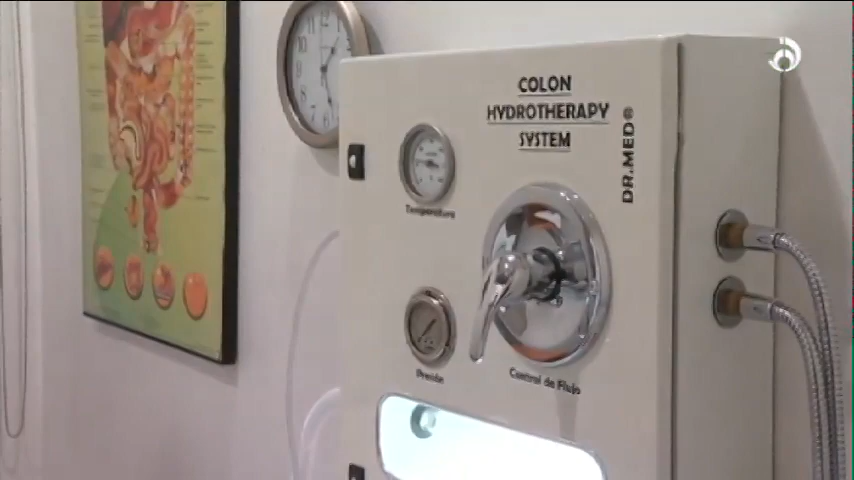 COLON
HYDROTHERAPY
SYSTEM
DR.MED®
Temperatura
Presión
Control de Flujo